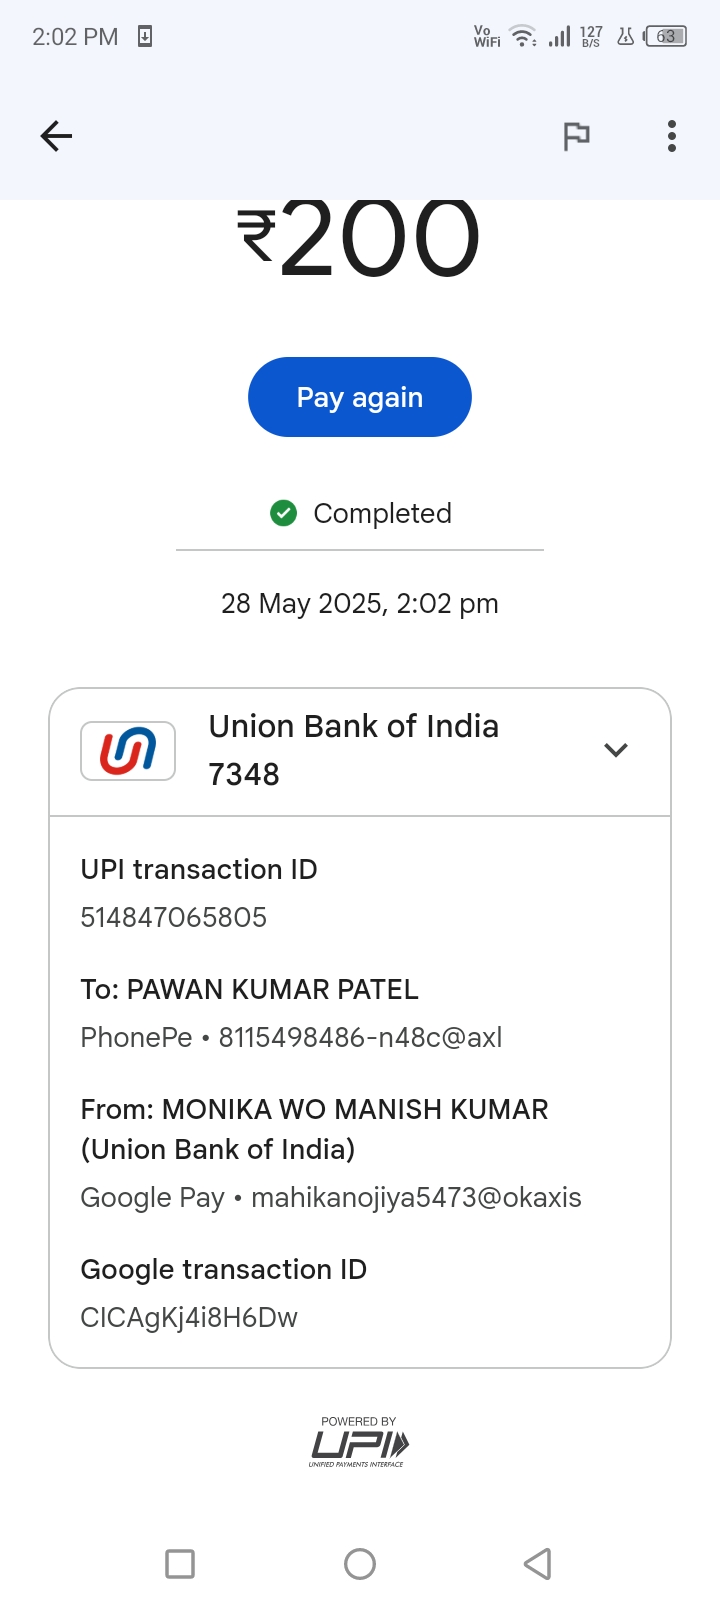 2:02 PM
Vo
WiFi
127
B/S
63
₹200
Pay again
Completed
28 May 2025, 2:02 pm
Union Bank of India
7348
UPI transaction ID
514847065805
To: PAWAN KUMAR PATEL
PhonePe • 8115498486-n48c@axl
From: MONIKA WO MANISH KUMAR
(Union Bank of India)
Google Pay • mahikanojiya5473@okaxis
Google transaction ID
CICAgKj4i8H6Dw
POWERED BY
UPI
UNIFIED PAYMENTS INTERFACE